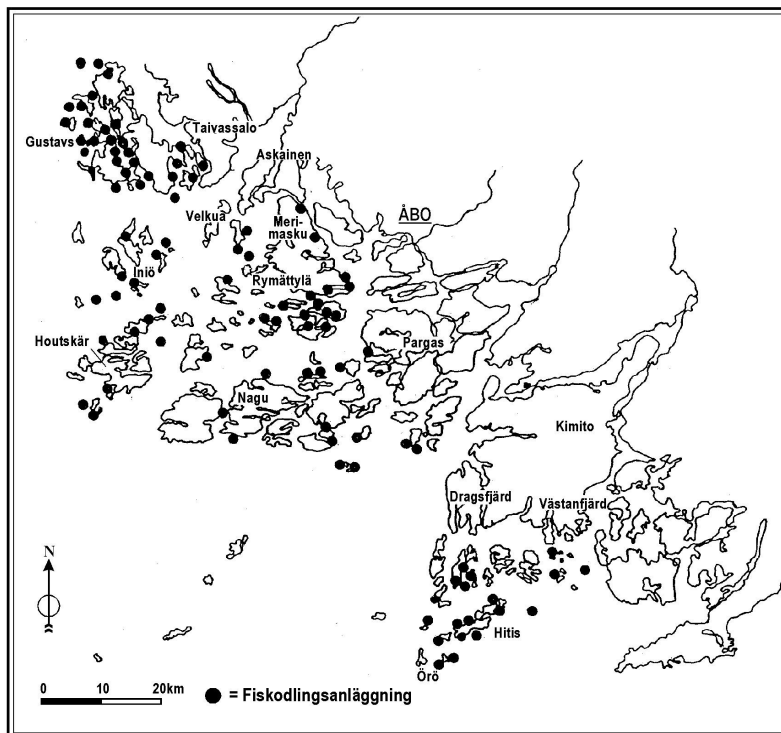 Taivassalo
Gustavs
Askainen
Velkua
ÅBO
Meri-
masku
Iniö
Rymättylä
Houtskär
Pargas
Nagu
Kimito
Dragsfjärd
Västanfjärd
N
Hitis
Örö
0 10 20km
= Fiskodlingsanläggning